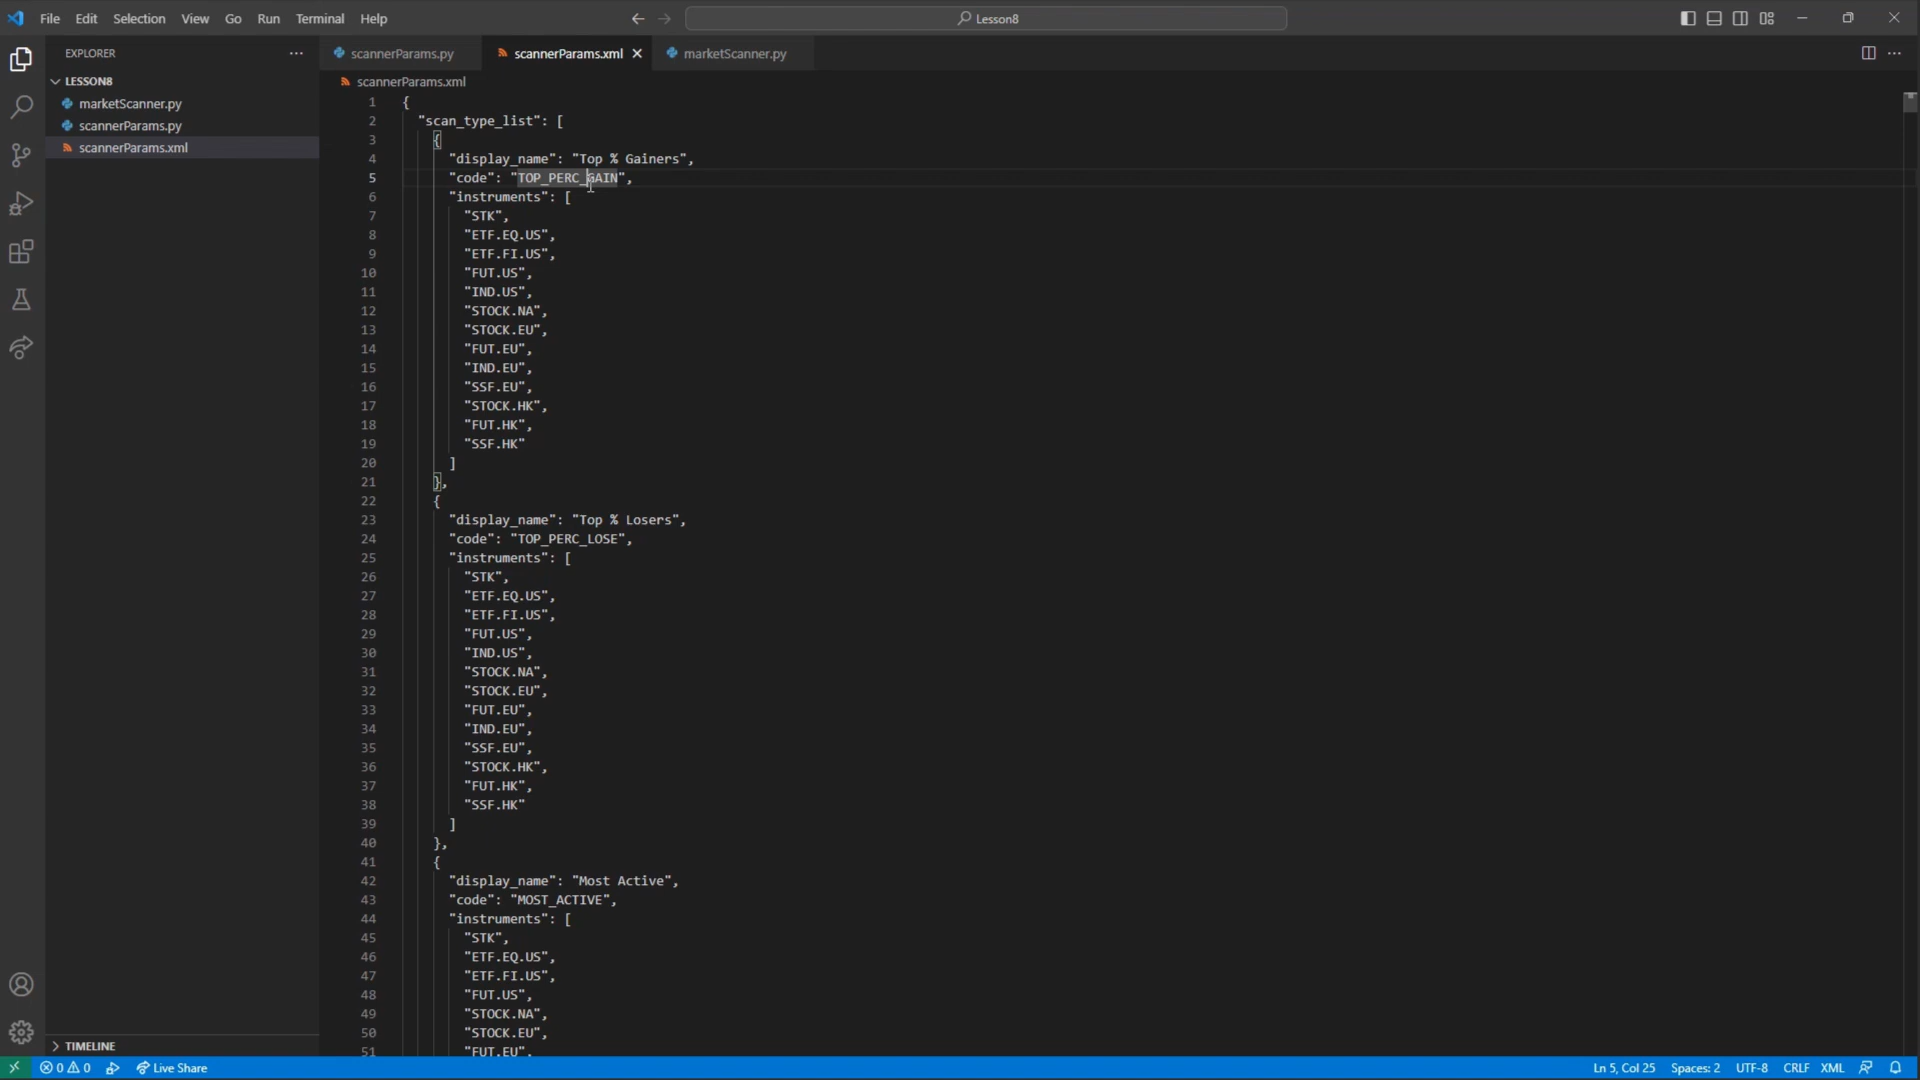 File Edit Selection View Go Run Terminal Help
Lesson8
EXPLORER
LESSON8
marketScanner.py
scannerParams.py
scannerParams.xml
TIMELINE
scannerParams.py scannerParams.xml marketScanner.py
scannerParams.xml
1 {
2 "scan_type_list": [
3 {
4 "display_name": "Top % Gainers",
5 "code": "TOP_PERC_GAIN",
6 "instruments": [
7 "STK",
8 "ETF.EQ.US",
9 "ETF.FI.US",
10 "FUT.US",
11 "IND.US",
12 "STOCK.NA",
13 "STOCK.EU",
14 "FUT.EU",
15 "IND.EU",
16 "SSF.EU",
17 "STOCK.HK",
18 "FUT.HK",
19 "SSF.HK"
20 ]
21 },
22 {
23 "display_name": "Top % Losers",
24 "code": "TOP_PERC_LOSE",
25 "instruments": [
26 "STK",
27 "ETF.EQ.US",
28 "ETF.FI.US",
29 "FUT.US",
30 "IND.US",
31 "STOCK.NA",
32 "STOCK.EU",
33 "FUT.EU",
34 "IND.EU",
35 "SSF.EU",
36 "STOCK.HK",
37 "FUT.HK",
38 "SSF.HK"
39 ]
40 },
41 {
42 "display_name": "Most Active",
43 "code": "MOST_ACTIVE",
44 "instruments": [
45 "STK",
46 "ETF.EQ.US",
47 "ETF.FI.US",
48 "FUT.US",
49 "STOCK.NA",
50 "STOCK.EU",
51 "FUT.EU",
0 0 Live Share Ln 5, Col 25 Spaces: 2 UTF-8 CRLF XML